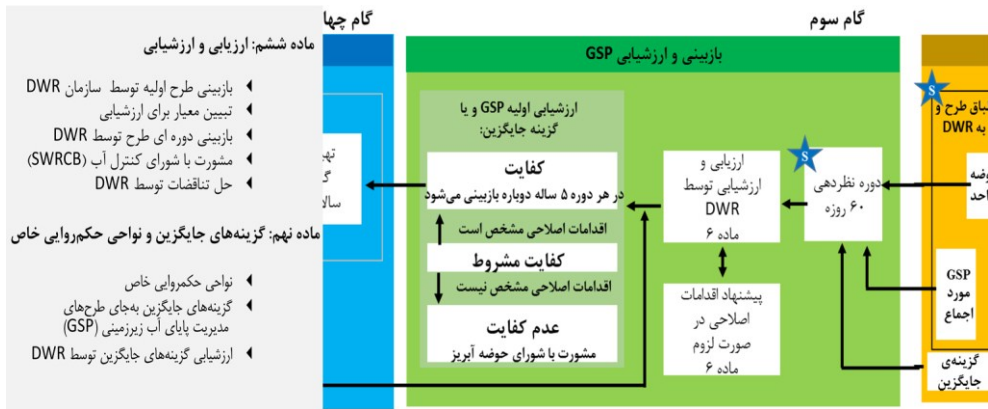 گام سوم
گام چها
ماده ششم: ارزیابی و ارزشیابی
بازبینی طرح اولیه توسط سازمان DWR
تبیین معیار برای ارزشیابی
بازبینی دوره ای طرح توسط DWR
مشورت با شورای کنترل آب (SWRCB)
حل تناقضات توسط DWR
ماده نهم: گزینه‌های جایگزین و نواحی حکم‌روایی خاص
نواحی حکمروایی خاص
گزینه‌های جایگزین به‌جای طرح‌های
مدیریت پایای آب زیرزمینی (GSP)
ارزشیابی گزینه‌های جایگزین توسط DWR
بازبینی و ارزشیابی GSP
S
به DWR
GSP
مورد
اجماع
گزینه‌ی
جایگزین
S
دوره نظردهی
۶۰ روزه
ارزیابی و
ارزشیابی توسط
DWR
ماده ۶
پیشنهاد اقدامات
اصلاحی در
صورت لزوم
ماده ۶
ارزشیابی اولیه GSP و یا
گزینه جایگزین:
کفایت
در هر دوره ۵ ساله دوباره بازبینی می‌شود
اقدامات اصلاحی مشخص است
کفایت مشروط
اقدامات اصلاحی مشخص نیست
عدم کفایت
مشورت با شورای حوضه آبریز